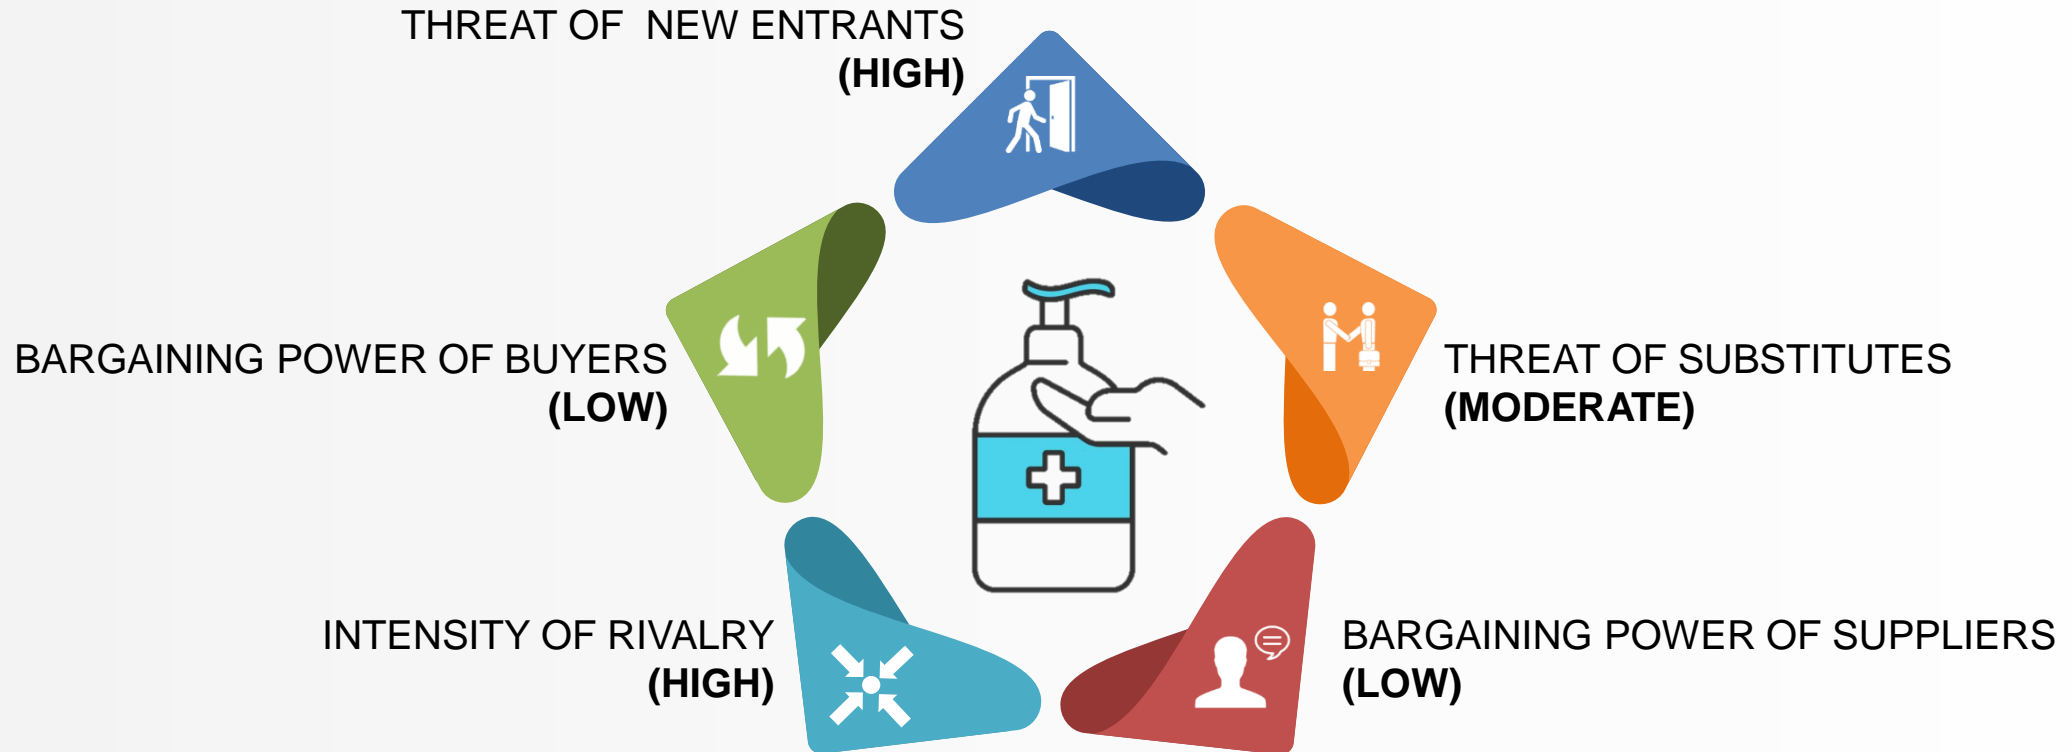 THREAT OF  NEW ENTRANTS
(HIGH)
BARGAINING POWER OF BUYERS
(LOW)
THREAT OF SUBSTITUTES
(MODERATE)
INTENSITY OF RIVALRY
(HIGH)
BARGAINING POWER OF SUPPLIERS
(LOW)